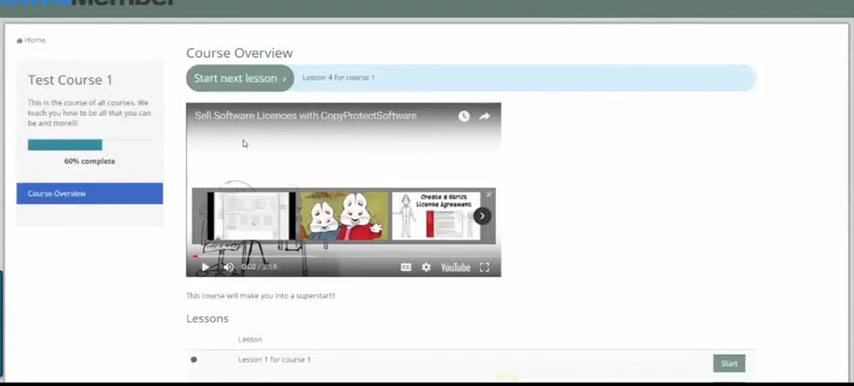 Member
Home
Course Overview
Test Course 1
Start next lesson ›
Lesson 4 for course 1
This is the course of all courses. We
teach you how to be all that you can
be and more!!!
60% complete
Course Overview
Sell Software Licences with CopyProtectSoftware
Create a Strict
License Agreement
0:02 / 2:18
CC
YouTube
This course will make you into a superstar!!!
Lessons
Lesson
Lesson 1 for course 1
Start